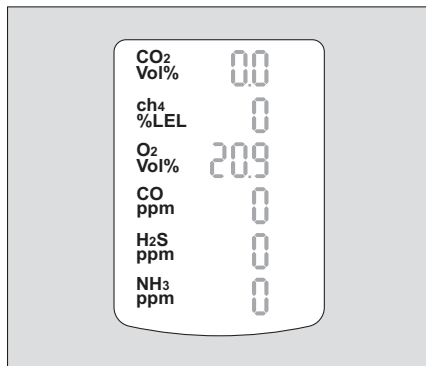 CO2 0.0
Vol%
ch4 0
%LEL
O2 20.9
Vol%
CO 0
ppm
H2S 0
ppm
NH3 0
ppm